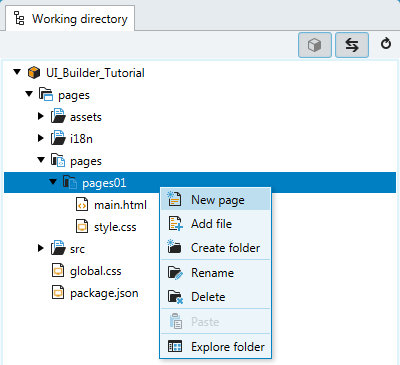 Working directory
UI_Builder_Tutorial
pages
assets
i18n
pages
pages01
main.html
style.css
src
global.css
package.json
New page
Add file
Create folder
Rename
Delete
Paste
Explore folder